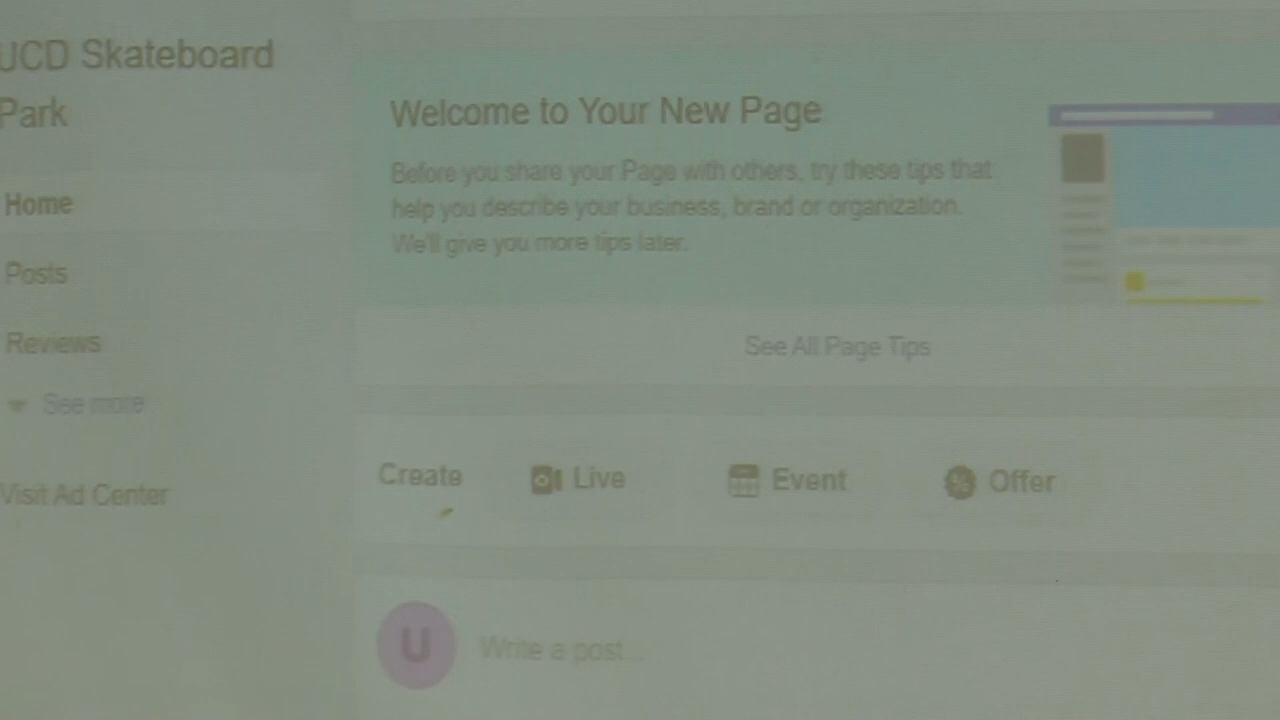 UCD Skateboard
Park
Home
Posts
Reviews
See more
Visit Ad Center
Welcome to Your New Page
Before you share your Page with others, try these tips that
help you describe your business, brand or organization.
We'll give you more tips later.
See All Page Tips
Create
Live
Event
% Offer
U
Write a post...